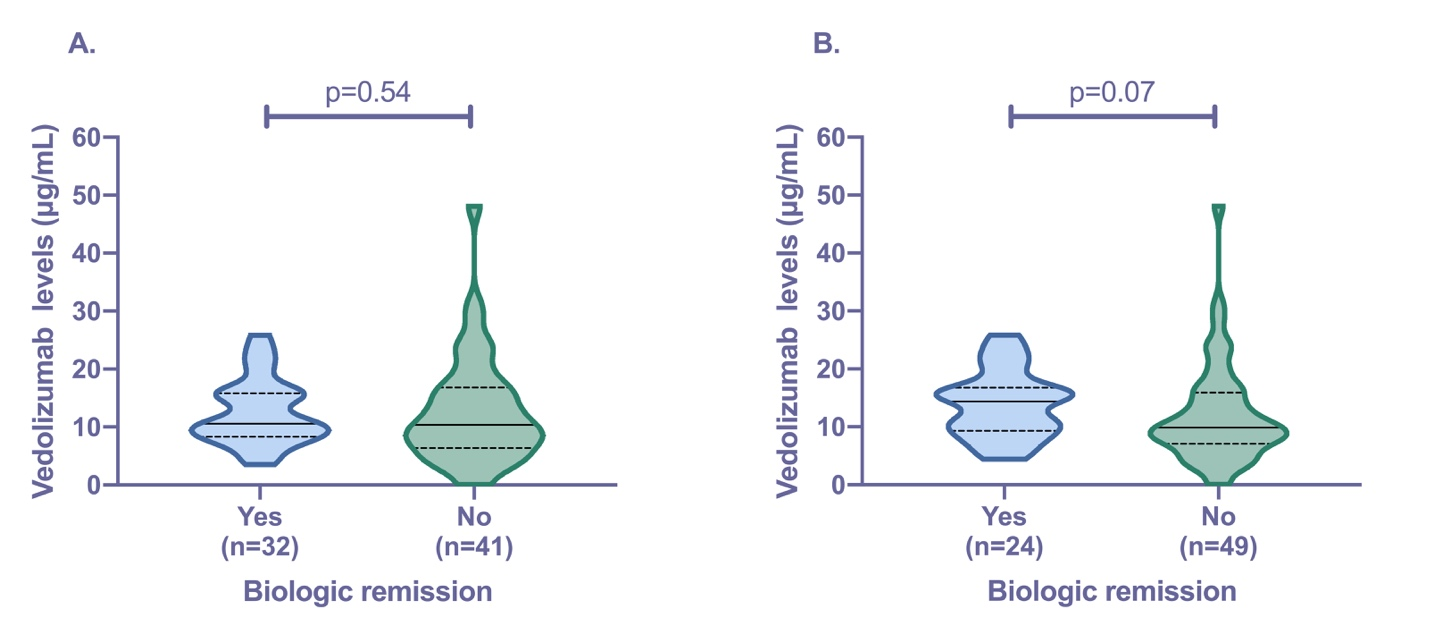 A.
p=0.54
Vedolizumab levels (µg/mL)
60
50
40
30
20
10
0
Yes
(n=32)
No
(n=41)
Biologic remission
B.
p=0.07
Vedolizumab levels (µg/mL)
60
50
40
30
20
10
0
Yes
(n=24)
No
(n=49)
Biologic remission